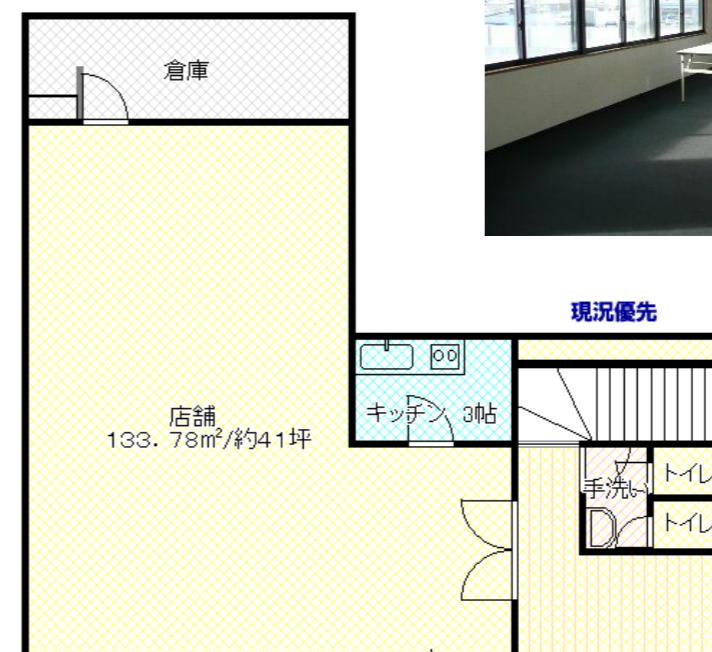 倉庫
現況優先
店舗
133.78㎡/約41坪
キッチン 3帖
手洗い
トイレ
トイレ